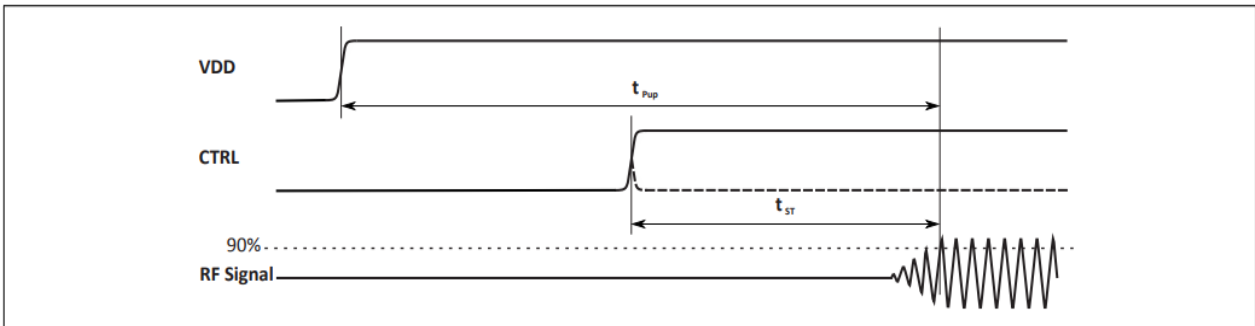 VDD
t Pup
CTRL
t ST
90%
RF Signal